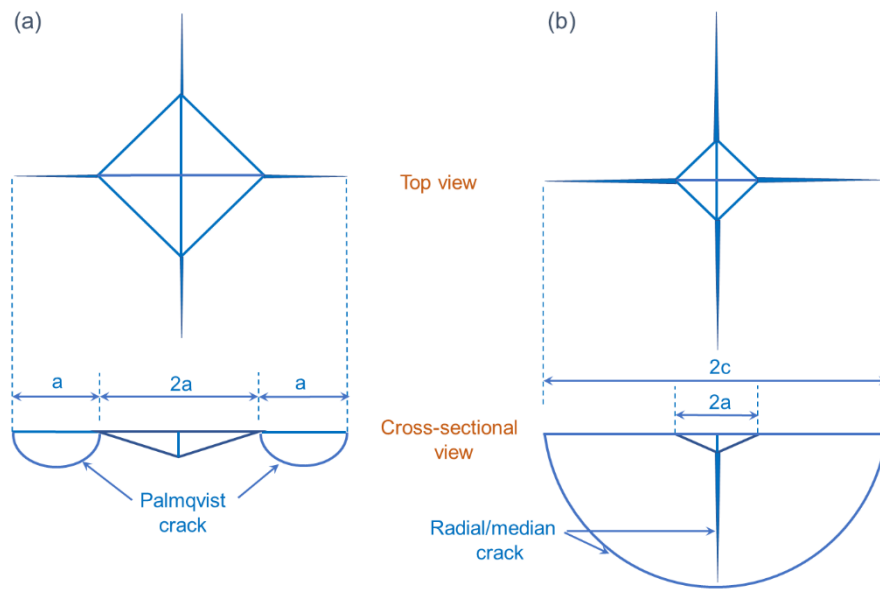 (a)
(b)
Top view
a
2a
a
2c
2a
Cross-sectional
view
Palmqvist
crack
Radial/median
crack